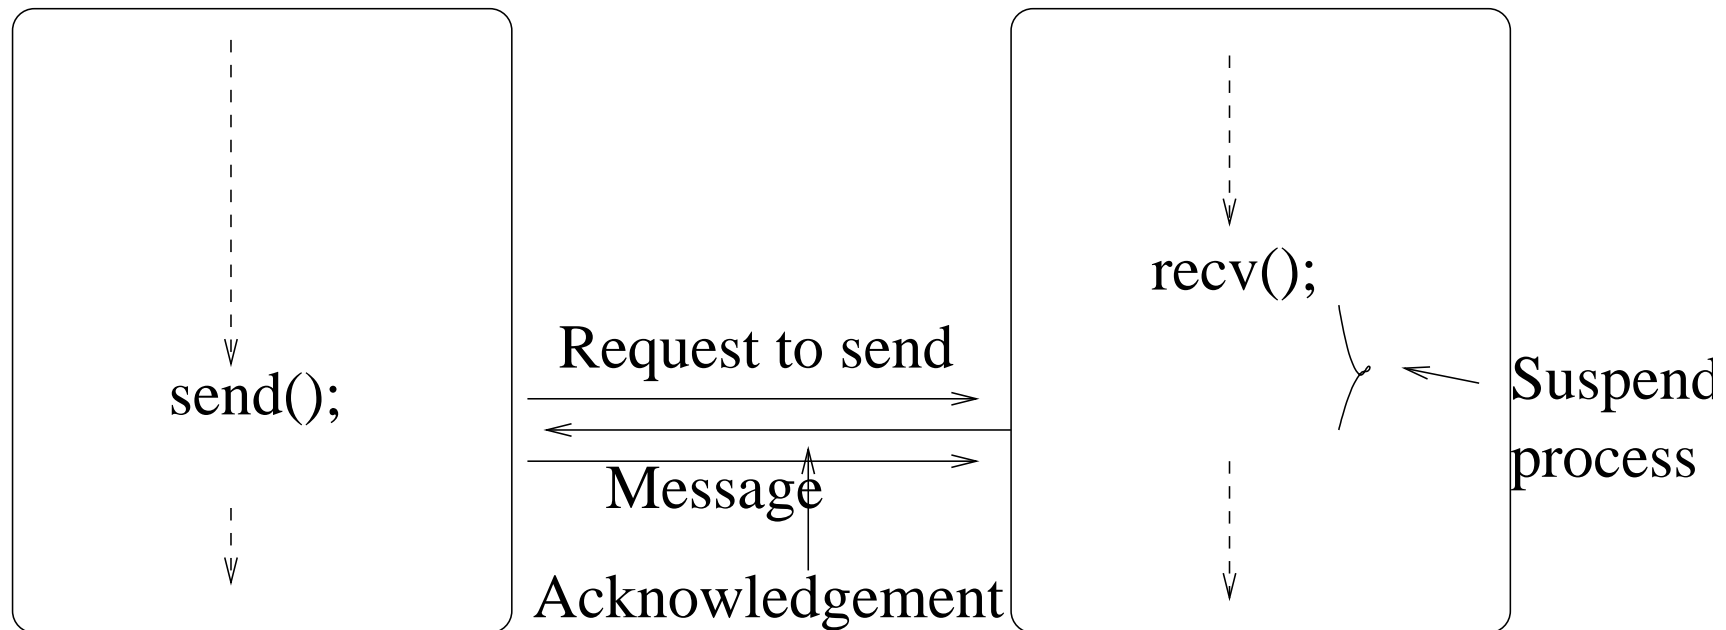 recv();
Request to send
send();
Suspend
process
Message
Acknowledgement